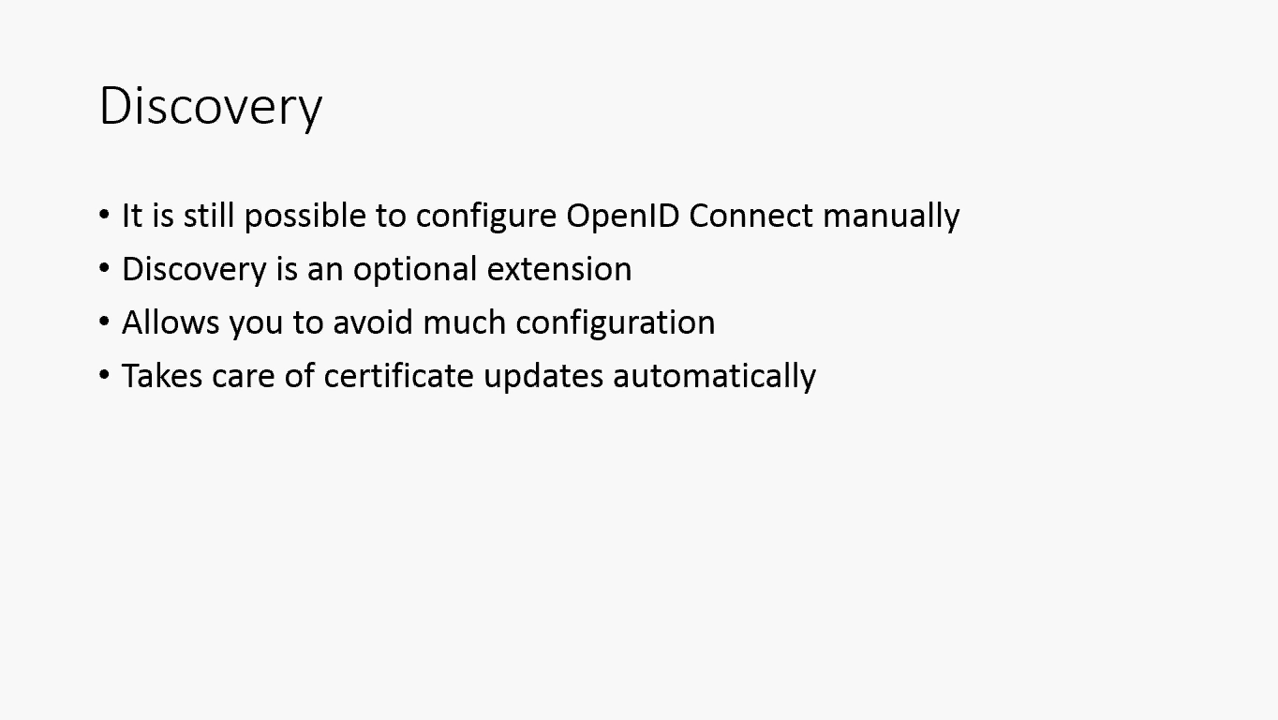 Discovery
• It is still possible to configure OpenID Connect manually
• Discovery is an optional extension
• Allows you to avoid much configuration
• Takes care of certificate updates automatically